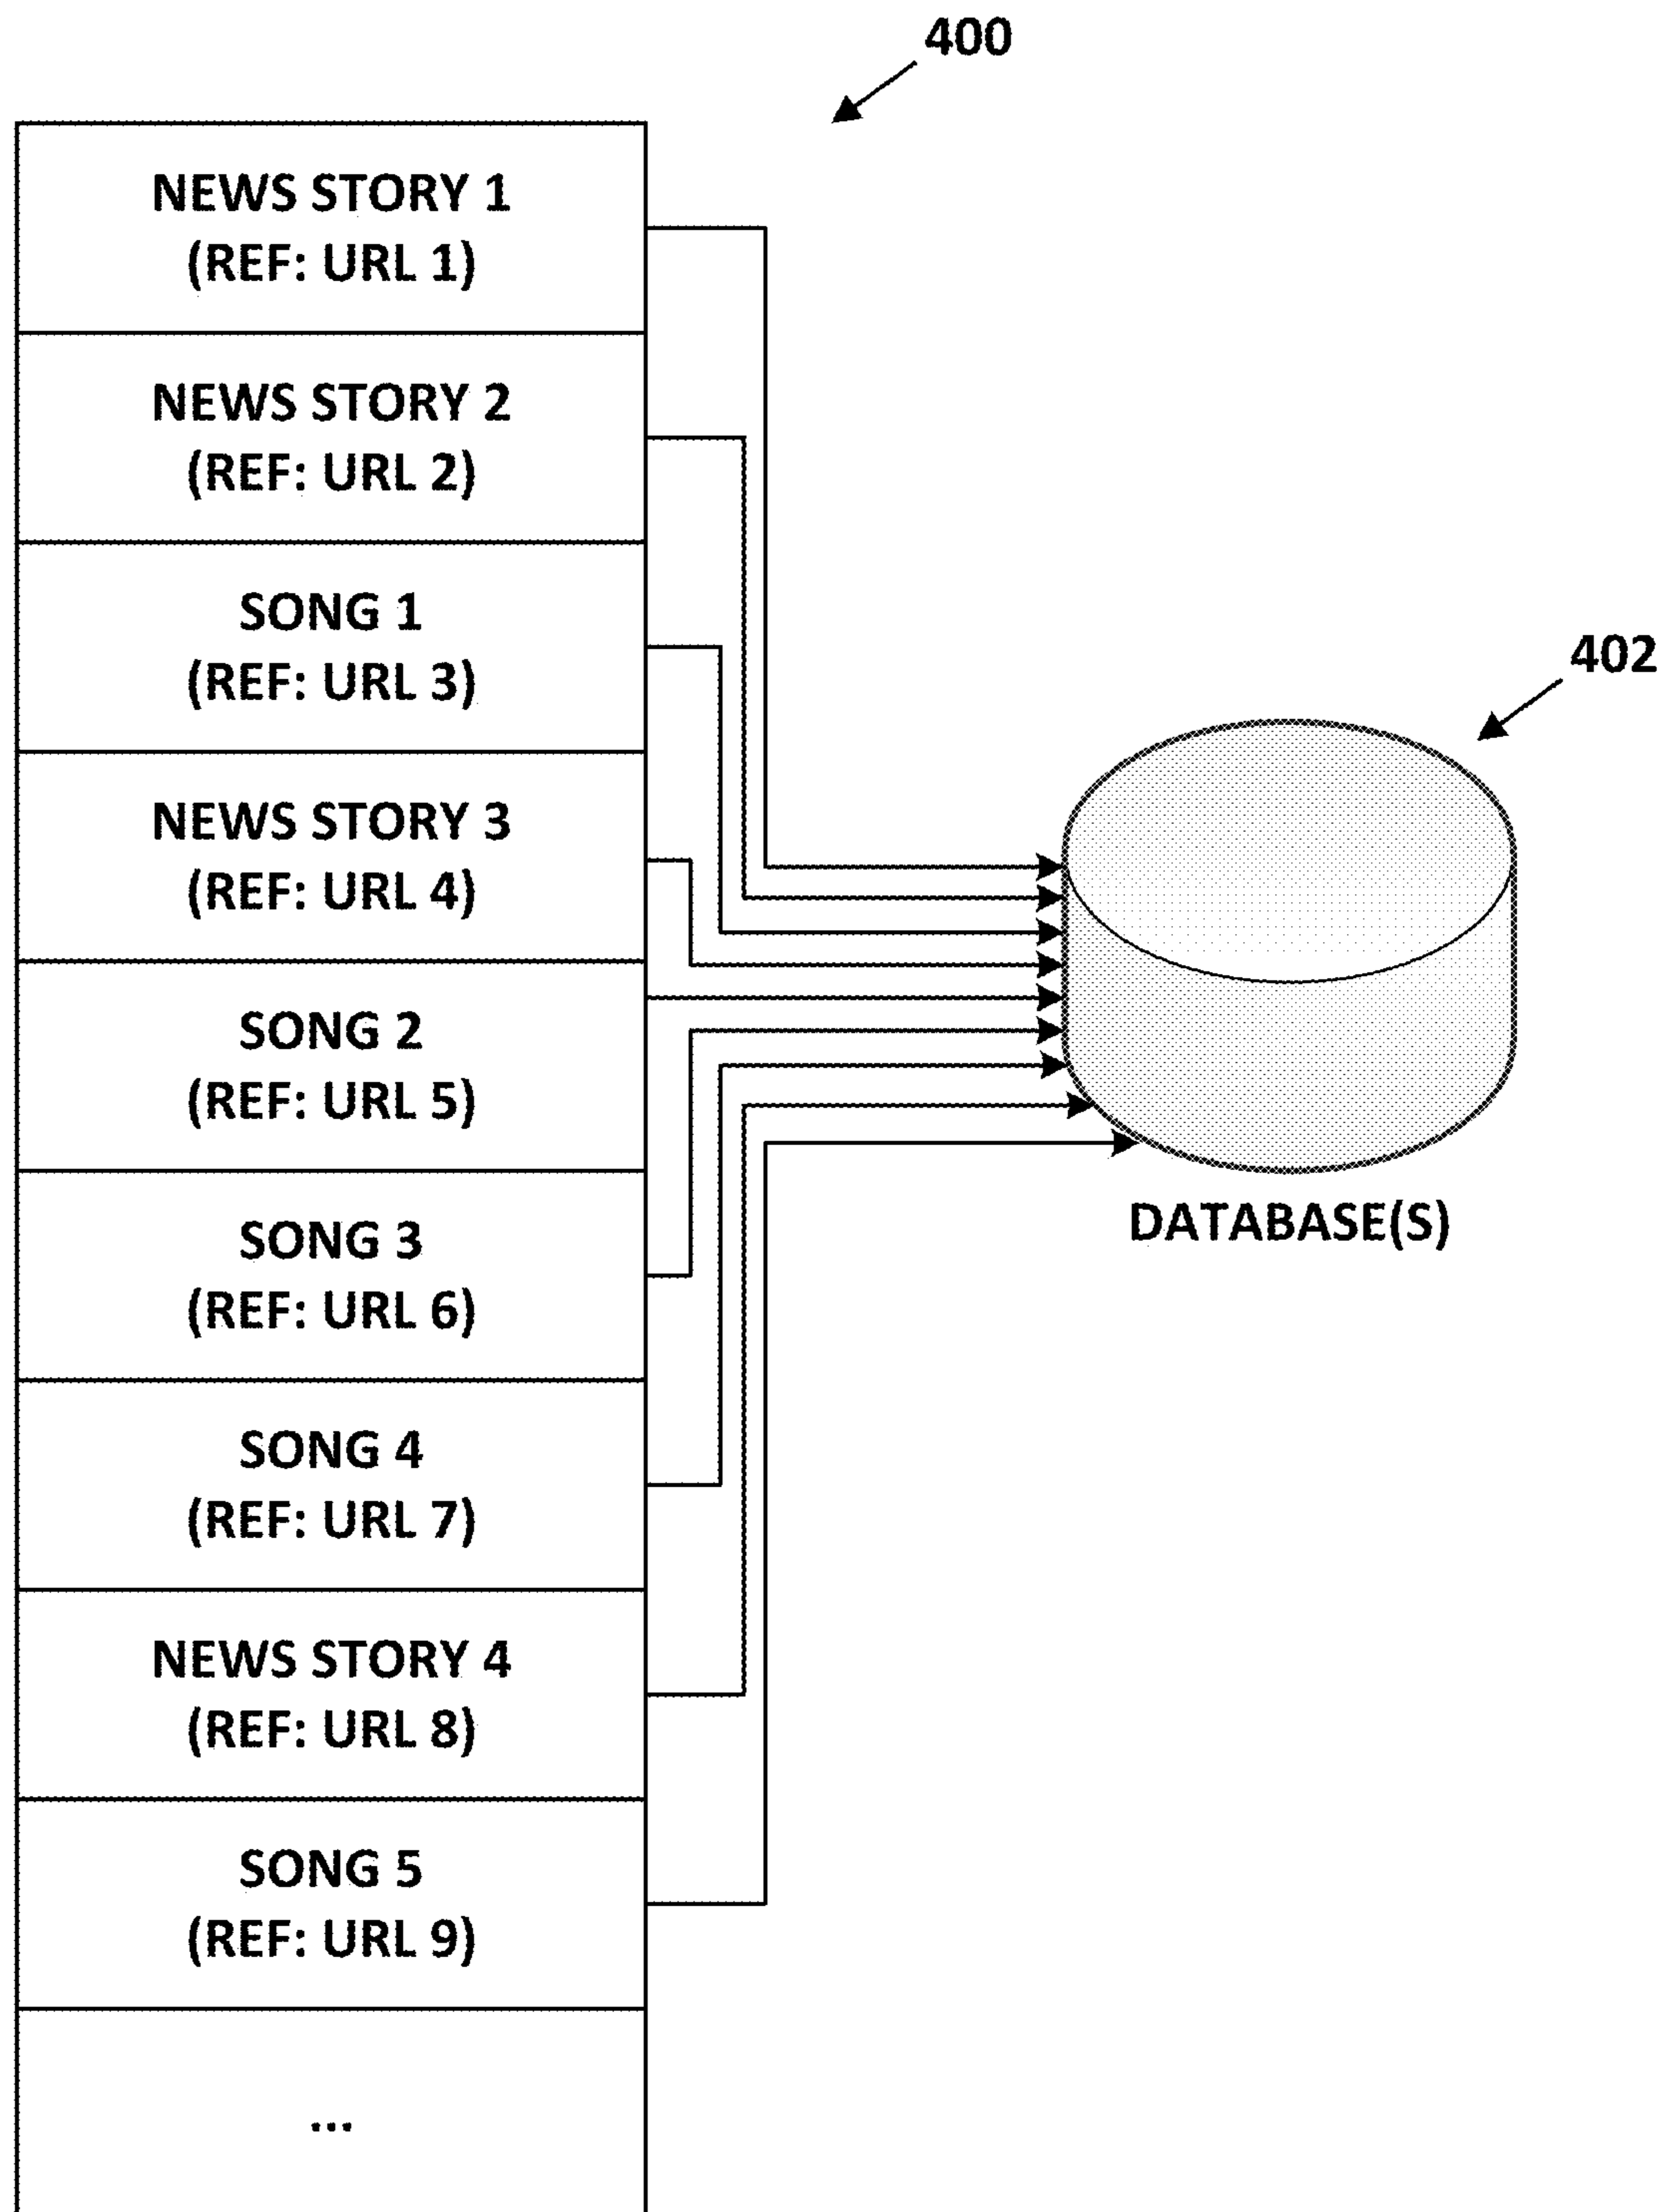 400
NEWS STORY 1
(REF: URL 1)
NEWS STORY 2
(REF: URL 2)
SONG 1
(REF: URL 3)
402
NEWS STORY 3
(REF: URL 4)
SONG 2
(REF: URL 5)
DATABASE(S)
SONG 3
(REF: URL 6)
SONG 4
(REF: URL 7)
NEWS STORY 4
(REF: URL 8)
SONG 5
(REF: URL 9)
...